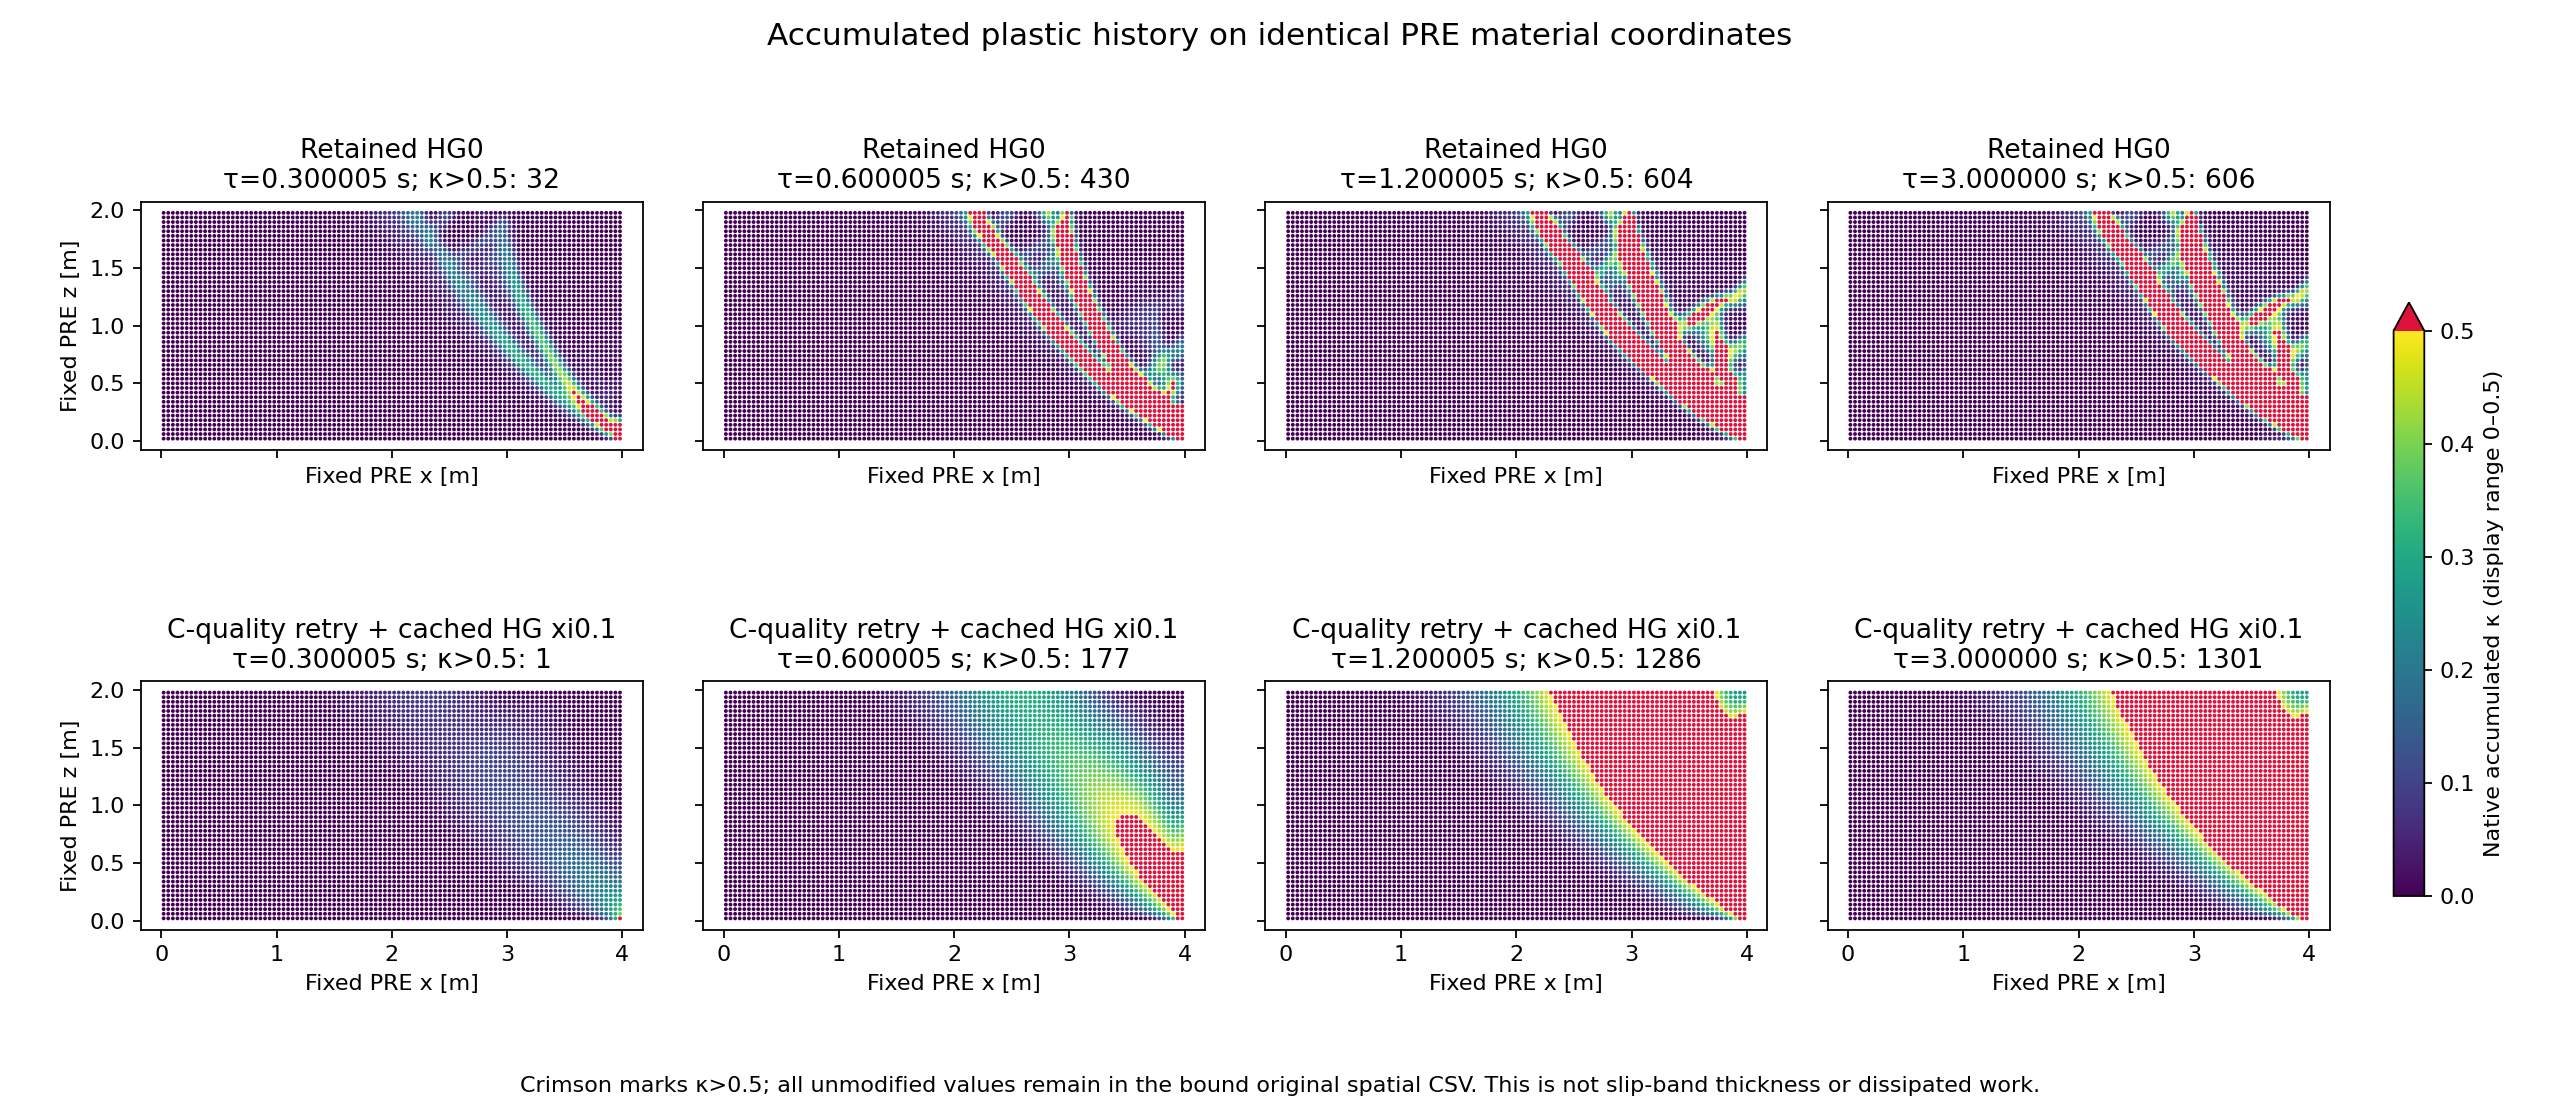 Accumulated plastic history on identical PRE material coordinates
Retained HG0
τ=0.300005 s; κ>0.5: 32
Retained HG0
τ=0.600005 s; κ>0.5: 430
Retained HG0
τ=1.200005 s; κ>0.5: 604
Retained HG0
τ=3.000000 s; κ>0.5: 606
Fixed PRE z [m]
2.0
1.5
1.0
0.5
0.0
Fixed PRE x [m]
Fixed PRE x [m]
Fixed PRE x [m]
Fixed PRE x [m]
C-quality retry + cached HG xi0.1
τ=0.300005 s; κ>0.5: 1
C-quality retry + cached HG xi0.1
τ=0.600005 s; κ>0.5: 177
C-quality retry + cached HG xi0.1
τ=1.200005 s; κ>0.5: 1286
C-quality retry + cached HG xi0.1
τ=3.000000 s; κ>0.5: 1301
Fixed PRE z [m]
2.0
1.5
1.0
0.5
0.0
0 1 2 3 4
0 1 2 3 4
0 1 2 3 4
0 1 2 3 4
Fixed PRE x [m]
Fixed PRE x [m]
Fixed PRE x [m]
Fixed PRE x [m]
0.5
0.4
0.3
0.2
0.1
0.0
Native accumulated κ (display range 0–0.5)
Crimson marks κ>0.5; all unmodified values remain in the bound original spatial CSV. This is not slip-band thickness or dissipated work.